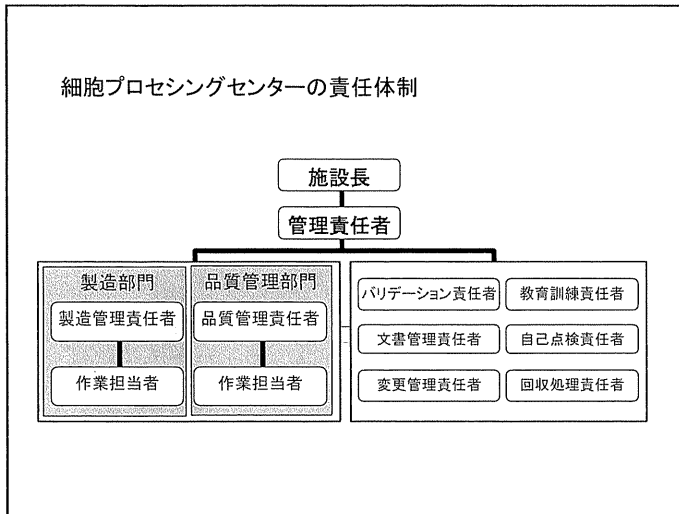 細胞プロセシングセンターの責任体制
施設長
管理責任者
製造部門
製造管理責任者
作業担当者
品質管理部門
品質管理責任者
作業担当者
バリデーション責任者
教育訓練責任者
文書管理責任者
自己点検責任者
変更管理責任者
回収処理責任者